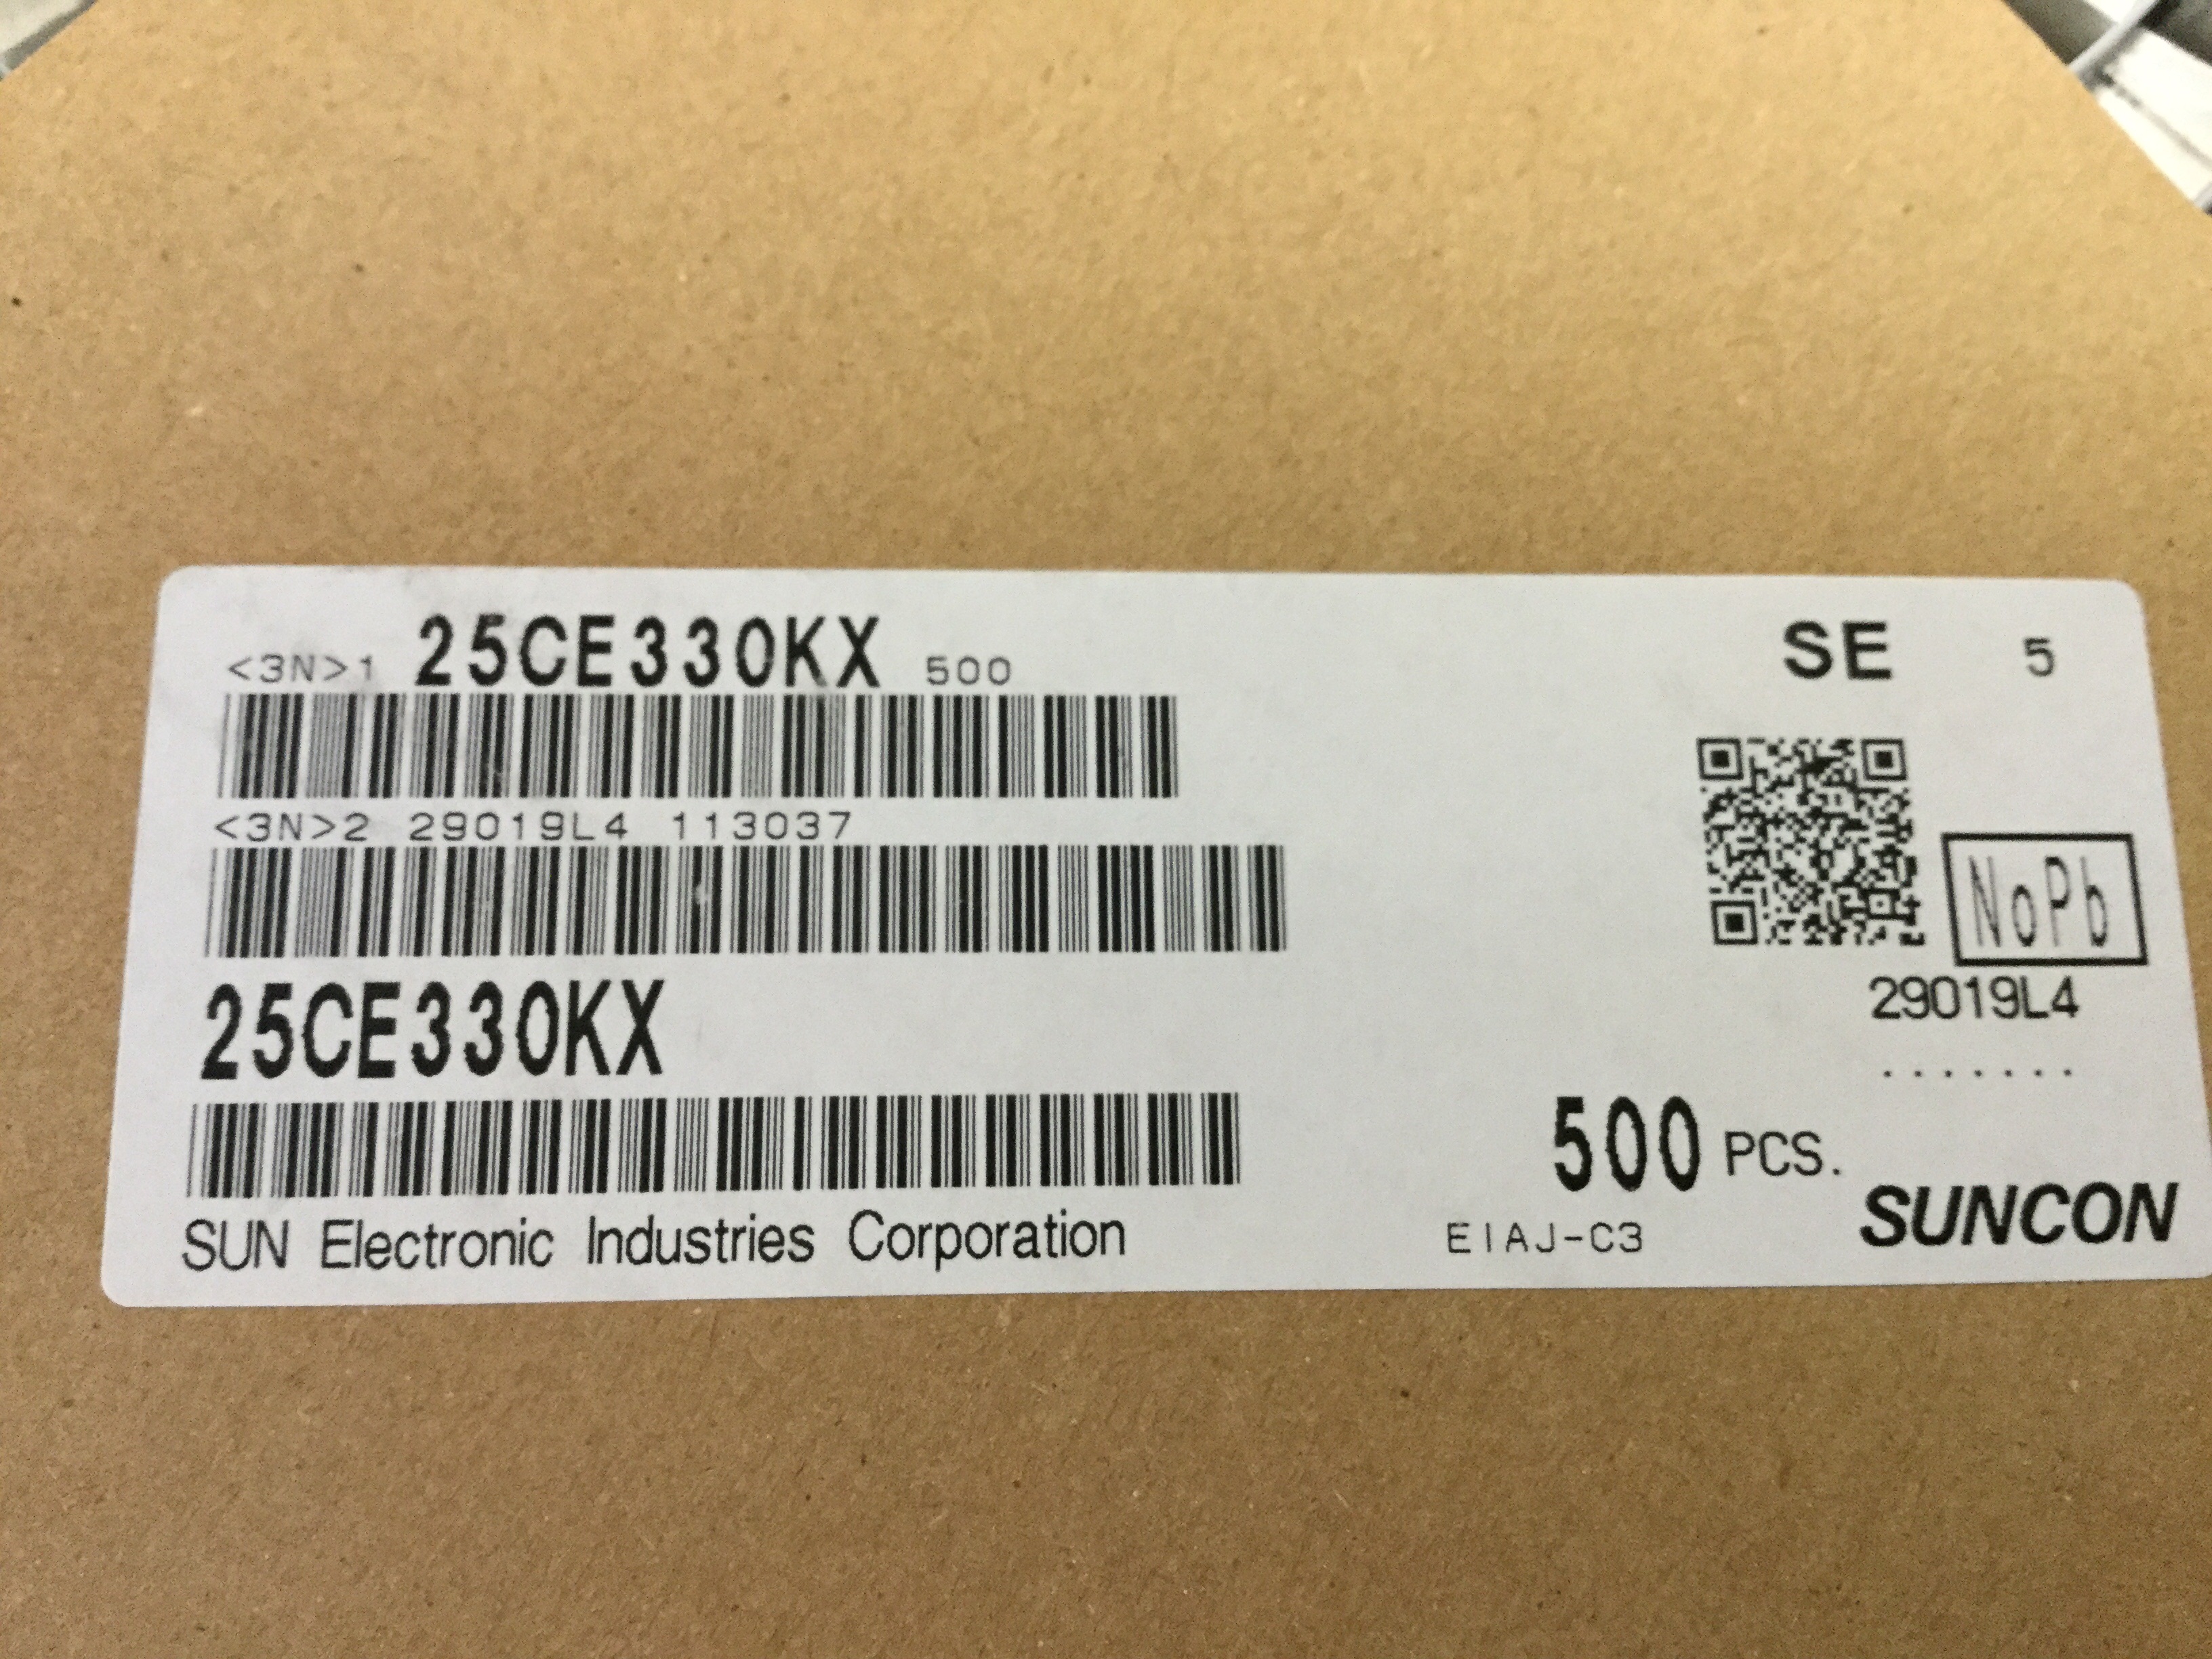 <3N>1 25CE330KX 500
SE 5
<3N>2 29019L4 113037
NoPb
25CE330KX
29019L4
.......
500 PCS.
SUN Electronic Industries Corporation
EIAJ-C3
SUNCON